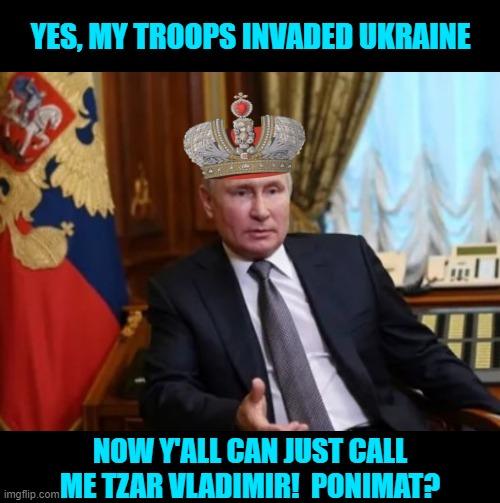 YES, MY TROOPS INVADED UKRAINE
NOW Y'ALL CAN JUST CALL
ME TZAR VLADIMIR!  PONIMAT?
imgflip.com